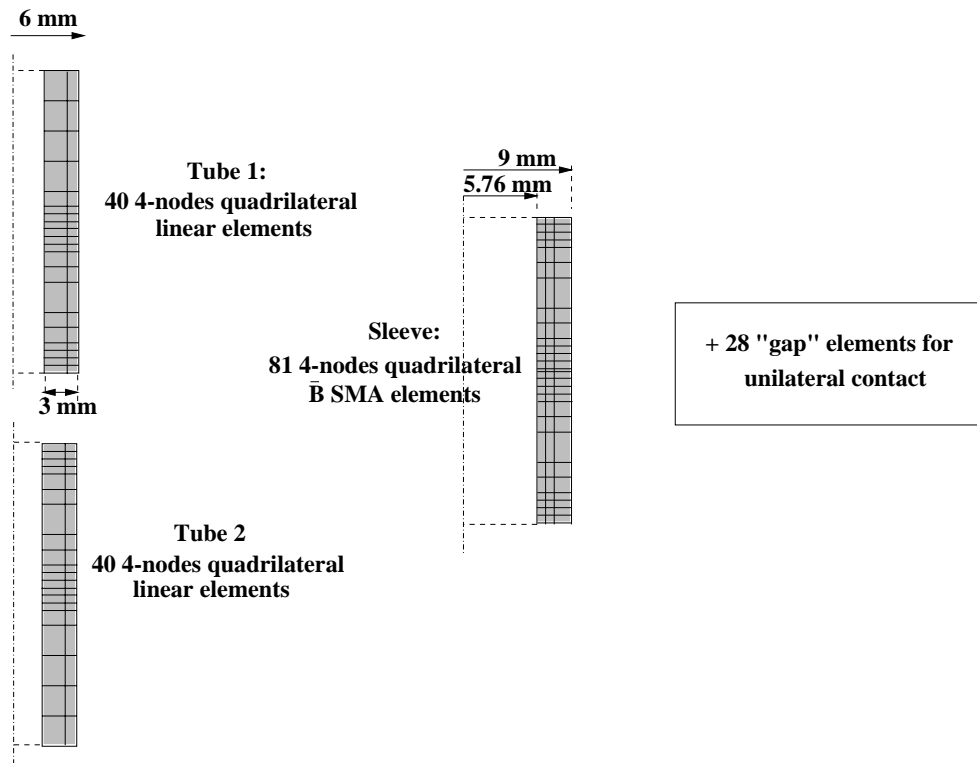 6 mm
Tube 1:
40 4-nodes quadrilateral
linear elements
3 mm
Tube 2
40 4-nodes quadrilateral
linear elements
9 mm
5.76 mm
Sleeve:
81 4-nodes quadrilateral
B̄ SMA elements
+ 28 "gap" elements for
unilateral contact